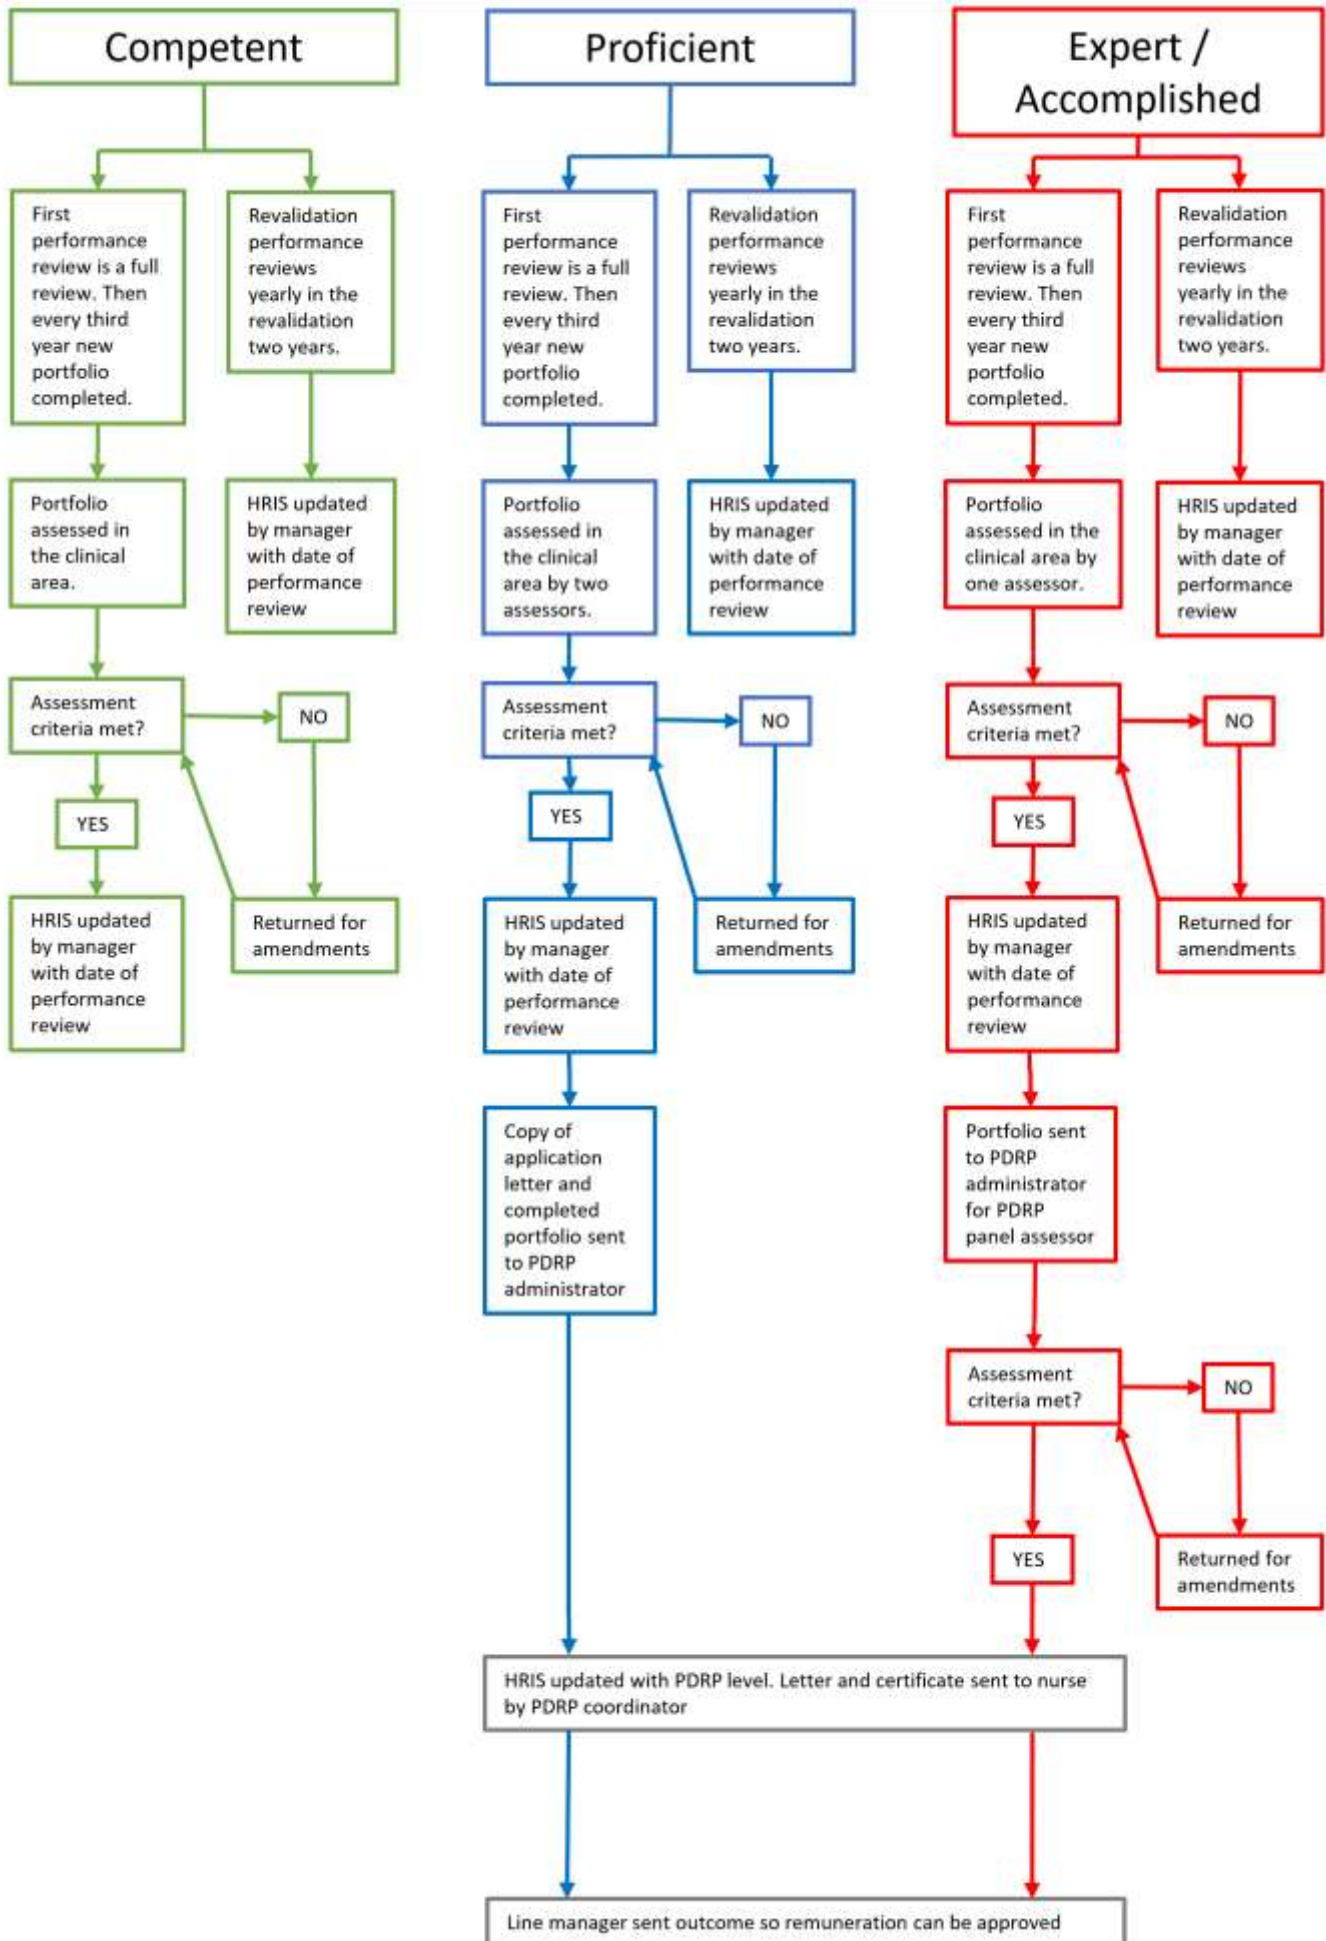 Competent
First
performance
review is a full
review. Then
every third
year new
portfolio
completed.
Revalidation
performance
reviews
yearly in the
revalidation
two years.
Portfolio
assessed in
the clinical
area.
HRIS updated
by manager
with date of
performance
review
Assessment
criteria met?
NO
YES
HRIS updated
by manager
with date of
performance
review
Returned for
amendments
Proficient
First
performance
review is a full
review. Then
every third
year new
portfolio
completed.
Revalidation
performance
reviews
yearly in the
revalidation
two years.
Portfolio
assessed in
the clinical
area by two
assessors.
HRIS updated
by manager
with date of
performance
review
Assessment
criteria met?
NO
YES
HRIS updated
by manager
with date of
performance
review
Returned for
amendments
Copy of
application
letter and
completed
portfolio sent
to PDRP
administrator
Expert /
Accomplished
First
performance
review is a full
review. Then
every third
year new
portfolio
completed.
Revalidation
performance
reviews
yearly in the
revalidation
two years.
Portfolio
assessed in the
clinical area by
one assessor.
HRIS updated
by manager
with date of
performance
review
Assessment
criteria met?
NO
YES
HRIS updated
by manager
with date of
performance
review
Returned for
amendments
Portfolio sent
to PDRP
administrator
for PDRP
panel assessor
Assessment
criteria met?
NO
YES
Returned for
amendments
HRIS updated with PDRP level. Letter and certificate sent to nurse
by PDRP coordinator
Line manager sent outcome so remuneration can be approved